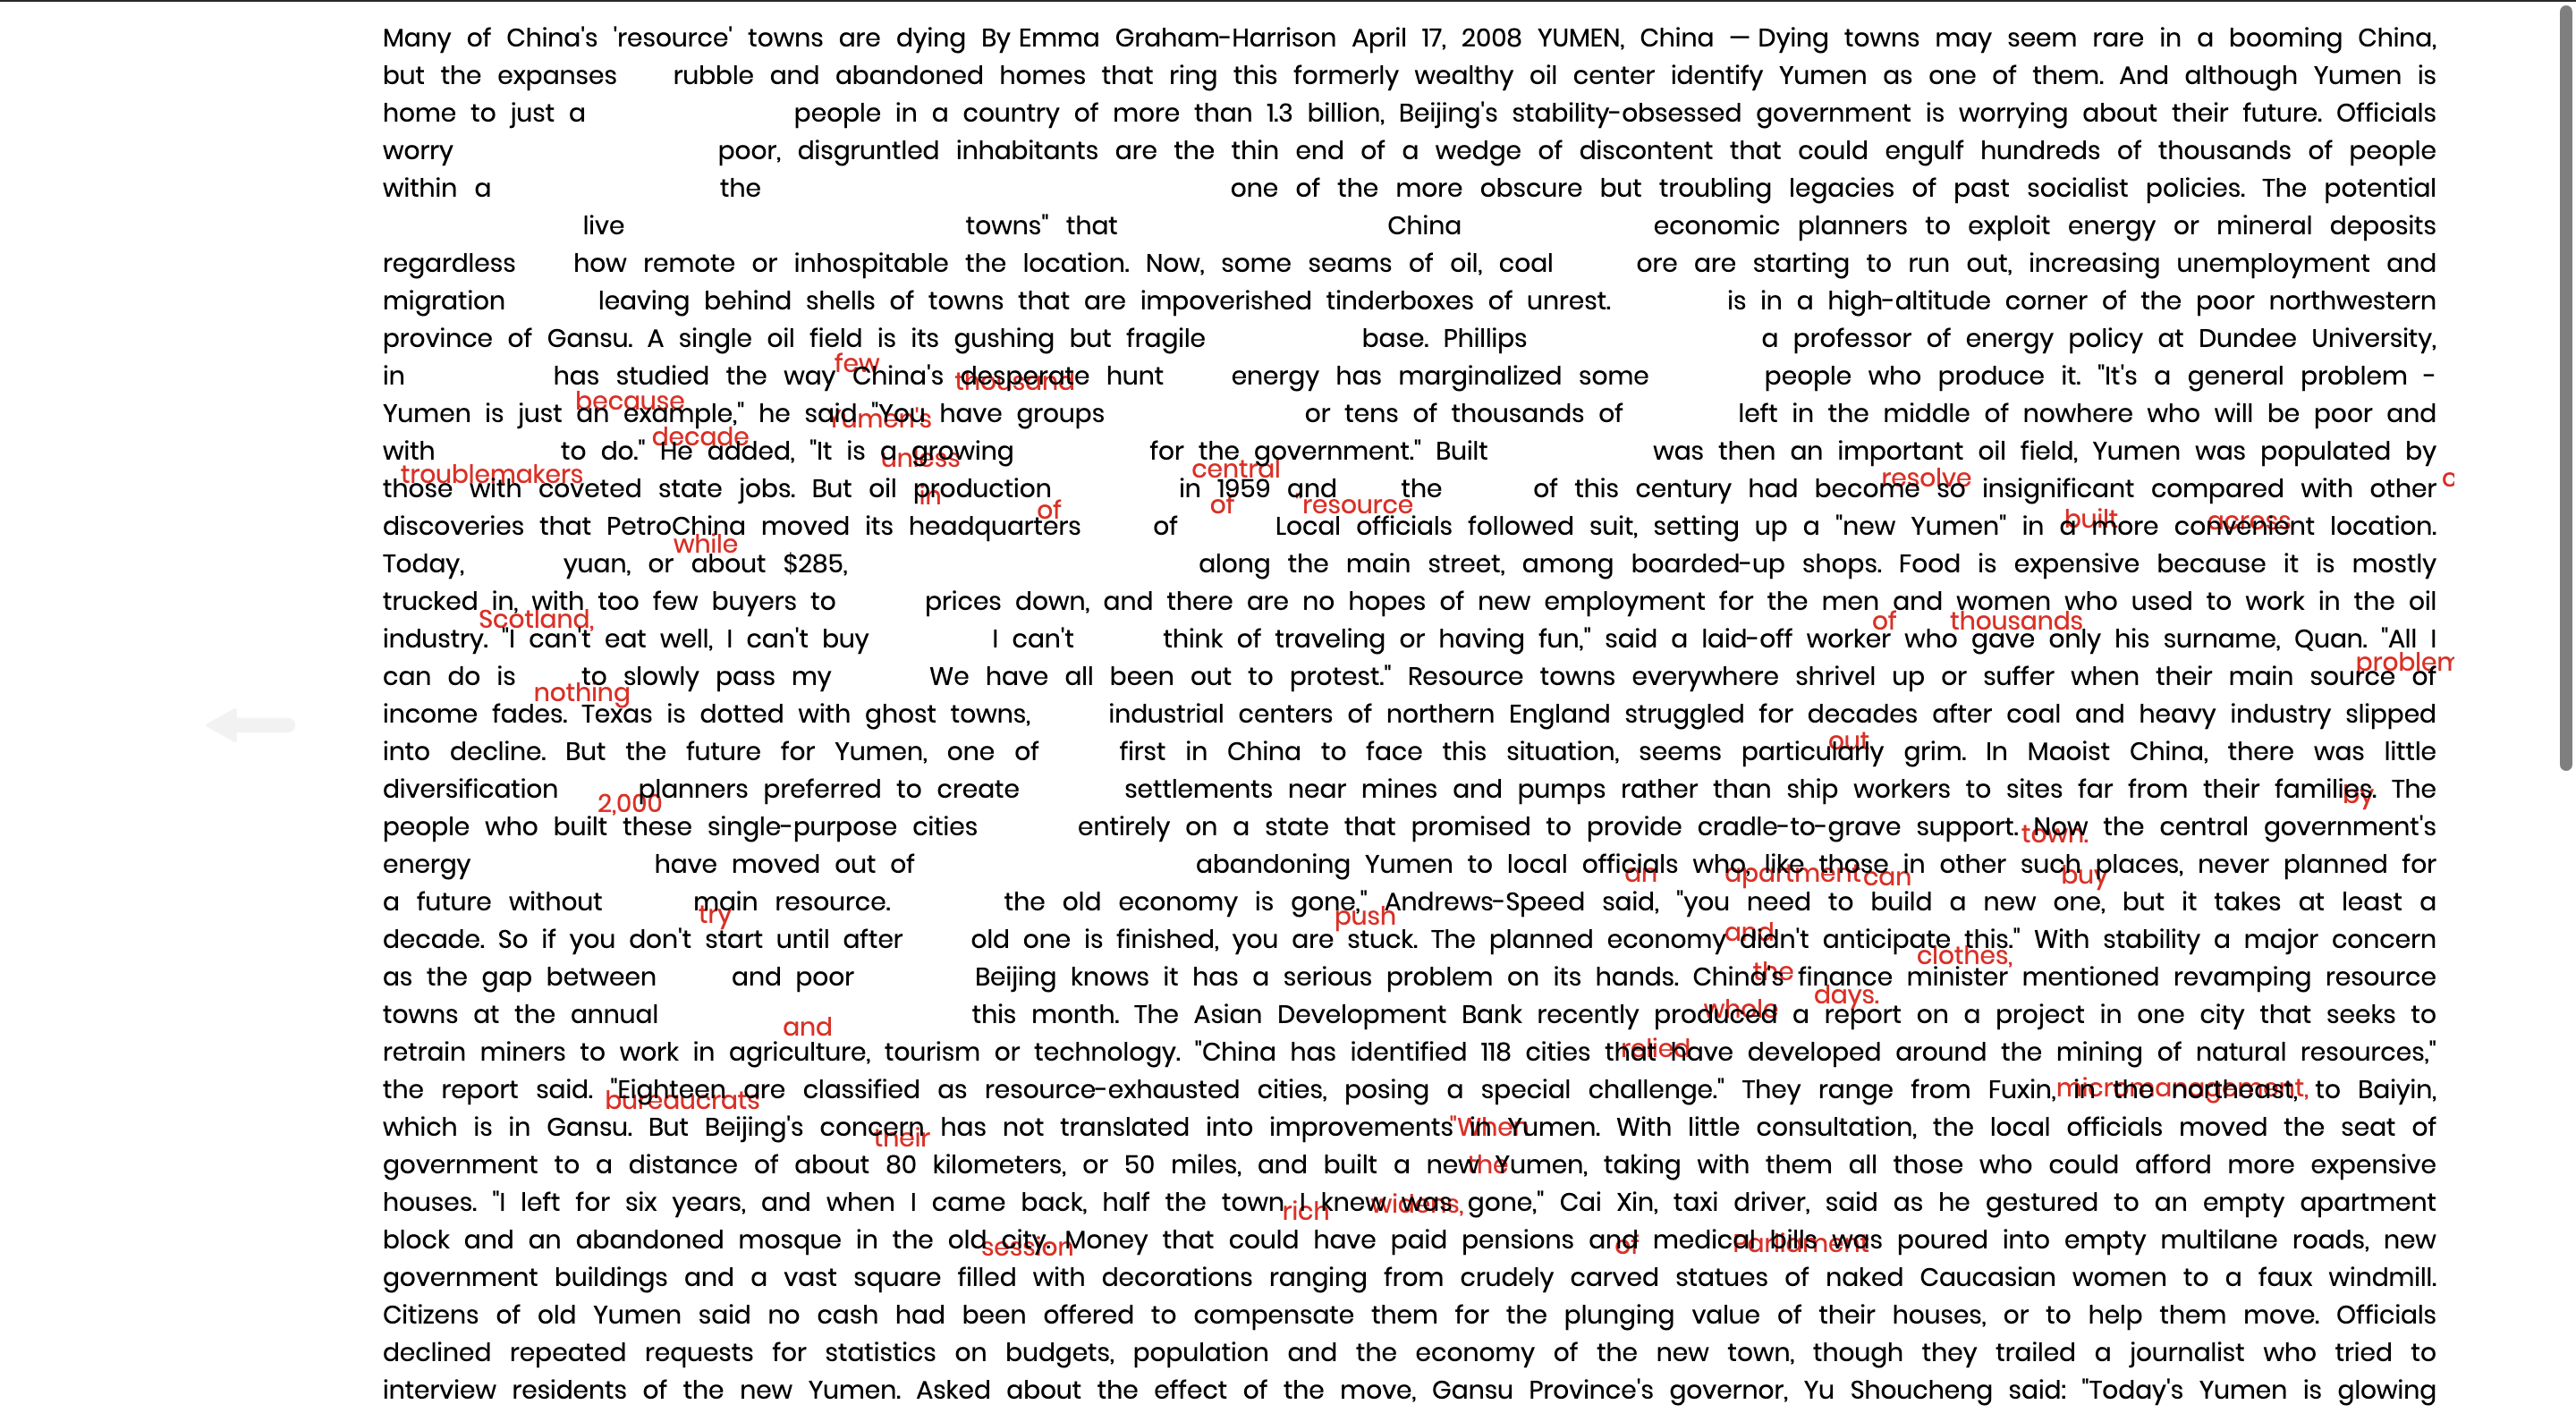 Many of China's 'resource' towns are dying By Emma Graham-Harrison April 17, 2008 YUMEN, China — Dying towns may seem rare in a booming China,
but the expanses rubble and abandoned homes that ring this formerly wealthy oil center identify Yumen as one of them. And although Yumen is
home to just a people in a country of more than 1.3 billion, Beijing's stability-obsessed government is worrying about their future. Officials
worry poor, disgruntled inhabitants are the thin end of a wedge of discontent that could engulf hundreds of thousands of people
within a the one of the more obscure but troubling legacies of past socialist policies. The potential
live towns" that China economic planners to exploit energy or mineral deposits
regardless how remote or inhospitable the location. Now, some seams of oil, coal ore are starting to run out, increasing unemployment and
migration leaving behind shells of towns that are impoverished tinderboxes of unrest. is in a high-altitude corner of the poor northwestern
province of Gansu. A single oil field is its gushing but fragile base. Phillips a professor of energy policy at Dundee University,
few
in has studied the way China's desperate hunt energy has marginalized some people who produce it. "It's a general problem -
thousand
because
Yumen is just an example," he said "You have groups or tens of thousands of left in the middle of nowhere who will be poor and
decade
with to do." He added, "It is a growing for the government." Built was then an important oil field, Yumen was populated by
unless
central
troublemakers
resolve
those with coveted state jobs. But oil production in 1959 and the of this century had become so insignificant compared with other
in
of
"resource
of
built
across
discoveries that PetroChina moved its headquarters of Local officials followed suit, setting up a "new Yumen" in a more convenient location.
while
Today, yuan, or about $285, along the main street, among boarded-up shops. Food is expensive because it is mostly
trucked in, with too few buyers to prices down, and there are no hopes of new employment for the men and women who used to work in the oil
Scotland,
of
thousands
industry. "I can't eat well, I can't buy I can't think of traveling or having fun," said a laid-off worker who gave only his surname, Quan. "All I
problem
can do is to slowly pass my We have all been out to protest." Resource towns everywhere shrivel up or suffer when their main source of
nothing
income fades. Texas is dotted with ghost towns, industrial centers of northern England struggled for decades after coal and heavy industry slipped
out
into decline. But the future for Yumen, one of first in China to face this situation, seems particularly grim. In Maoist China, there was little
diversification planners preferred to create settlements near mines and pumps rather than ship workers to sites far from their families. The
by
2,000
people who built these single-purpose cities entirely on a state that promised to provide cradle-to-grave support. Now the central government's
town.
energy have moved out of abandoning Yumen to local officials who, like those in other such places, never planned for
an
apartment
can
buy
a future without main resource. the old economy is gone," Andrews-Speed said, "you need to build a new one, but it takes at least a
try
push
and
decade. So if you don't start until after old one is finished, you are stuck. The planned economy didn't anticipate this." With stability a major concern
clothes,
the
as the gap between and poor Beijing knows it has a serious problem on its hands. China's finance minister mentioned revamping resource
days.
whole
towns at the annual this month. The Asian Development Bank recently produced a report on a project in one city that seeks to
and
relied
retrain miners to work in agriculture, tourism or technology. "China has identified 118 cities that have developed around the mining of natural resources,"
micromanagement,
the report said. "Eighteen are classified as resource-exhausted cities, posing a special challenge." They range from Fuxin, in the northeast, to Baiyin,
bureaucrats
"When
which is in Gansu. But Beijing's concern has not translated into improvements in Yumen. With little consultation, the local officials moved the seat of
their
the
government to a distance of about 80 kilometers, or 50 miles, and built a new Yumen, taking with them all those who could afford more expensive
houses. "I left for six years, and when I came back, half the town I knew was gone," Cai Xin, taxi driver, said as he gestured to an empty apartment
widens,
rich
block and an abandoned mosque in the old city. Money that could have paid pensions and medical bills was poured into empty multilane roads, new
session
of
Parliament
government buildings and a vast square filled with decorations ranging from crudely carved statues of naked Caucasian women to a faux windmill.
Citizens of old Yumen said no cash had been offered to compensate them for the plunging value of their houses, or to help them move. Officials
declined repeated requests for statistics on budgets, population and the economy of the new town, though they trailed a journalist who tried to
interview residents of the new Yumen. Asked about the effect of the move, Gansu Province's governor, Yu Shoucheng said: "Today's Yumen is glowing